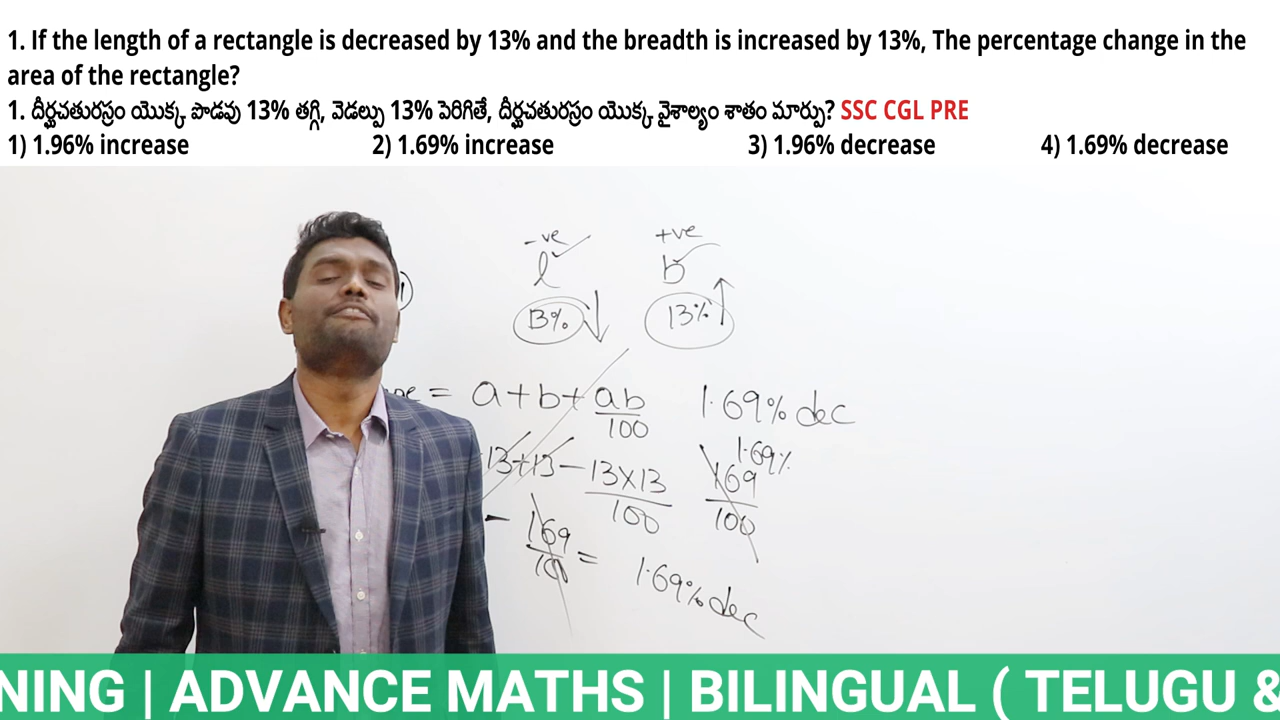 1. If the length of a rectangle is decreased by 13% and the breadth is increased by 13%, The percentage change in the
area of the rectangle?
1. దీర్ఘచతురస్రం యొక్క పొడవు 13% తగ్గి, వెడల్పు 13% పెరిగితే, దీర్ఘచతురస్రం యొక్క వైశాల్యం శాతం మార్పు? SSC CGL PRE
1) 1.96% increase 2) 1.69% increase 3) 1.96% decrease 4) 1.69% decrease
-ve +ve
l b
13% 13%
= a+b+ab/100 1.69% dec
13+13-13x13/100 169/100 1.69%
- 169/100 = 1.69% dec
NING | ADVANCE MATHS | BILINGUAL ( TELUGU &